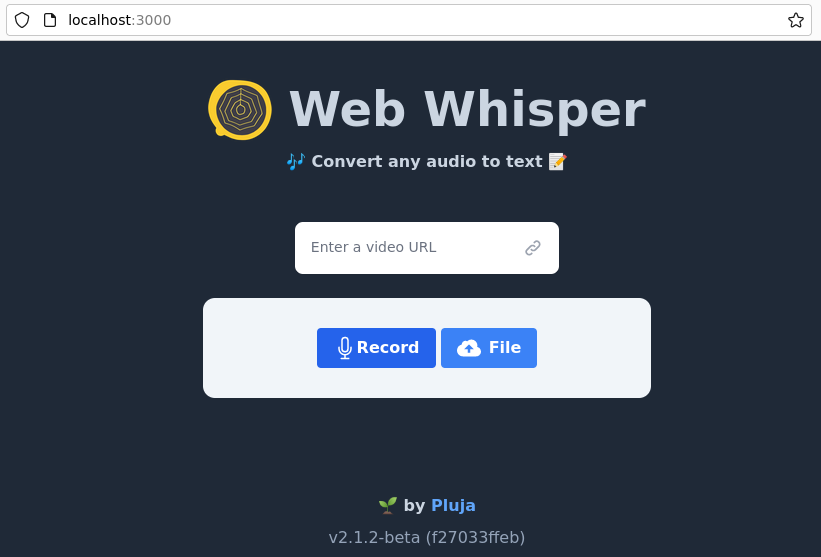 localhost:3000
Web Whisper
🎶 Convert any audio to text 📝
Enter a video URL
Record
File
🌱 by Pluja
v2.1.2-beta (f27033ffeb)